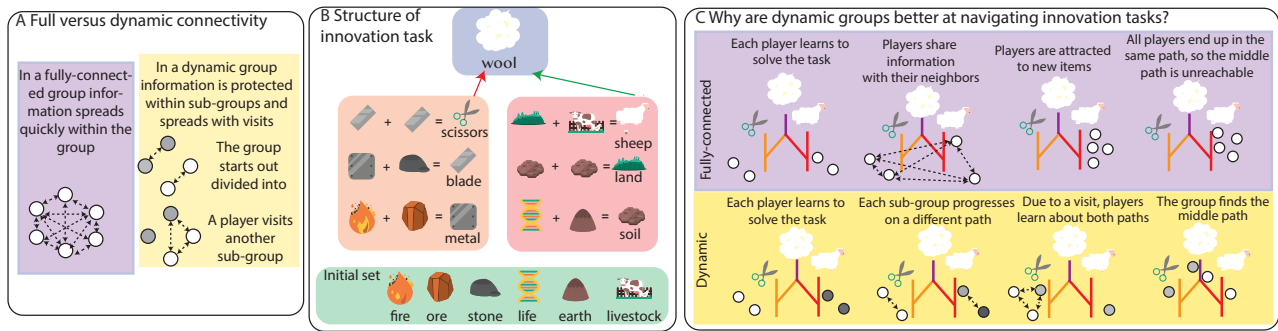 A Full versus dynamic connectivity
In a fully-connect-
ed group infor-
mation spreads
quickly within the
group
In a dynamic group
information is protected
within sub-groups and
spreads with visits
The group
starts out
divided into
A player visits
another
sub-group
B Structure of
innovation task
wool
+ =
scissors
+ =
blade
+ =
metal
+ =
sheep
+ =
land
+ =
soil
Initial set
fire ore stone life earth livestock
C Why are dynamic groups better at navigating innovation tasks?
Fully-connected
Each player learns to
solve the task
Players share
information
with their neighbors
Players are attracted
to new items
All players end up in the
same path, so the middle
path is unreachable
Dynamic
Each player learns to
solve the task
Each sub-group progresses
on a different path
Due to a visit, players
learn about both paths
The group finds the
middle path